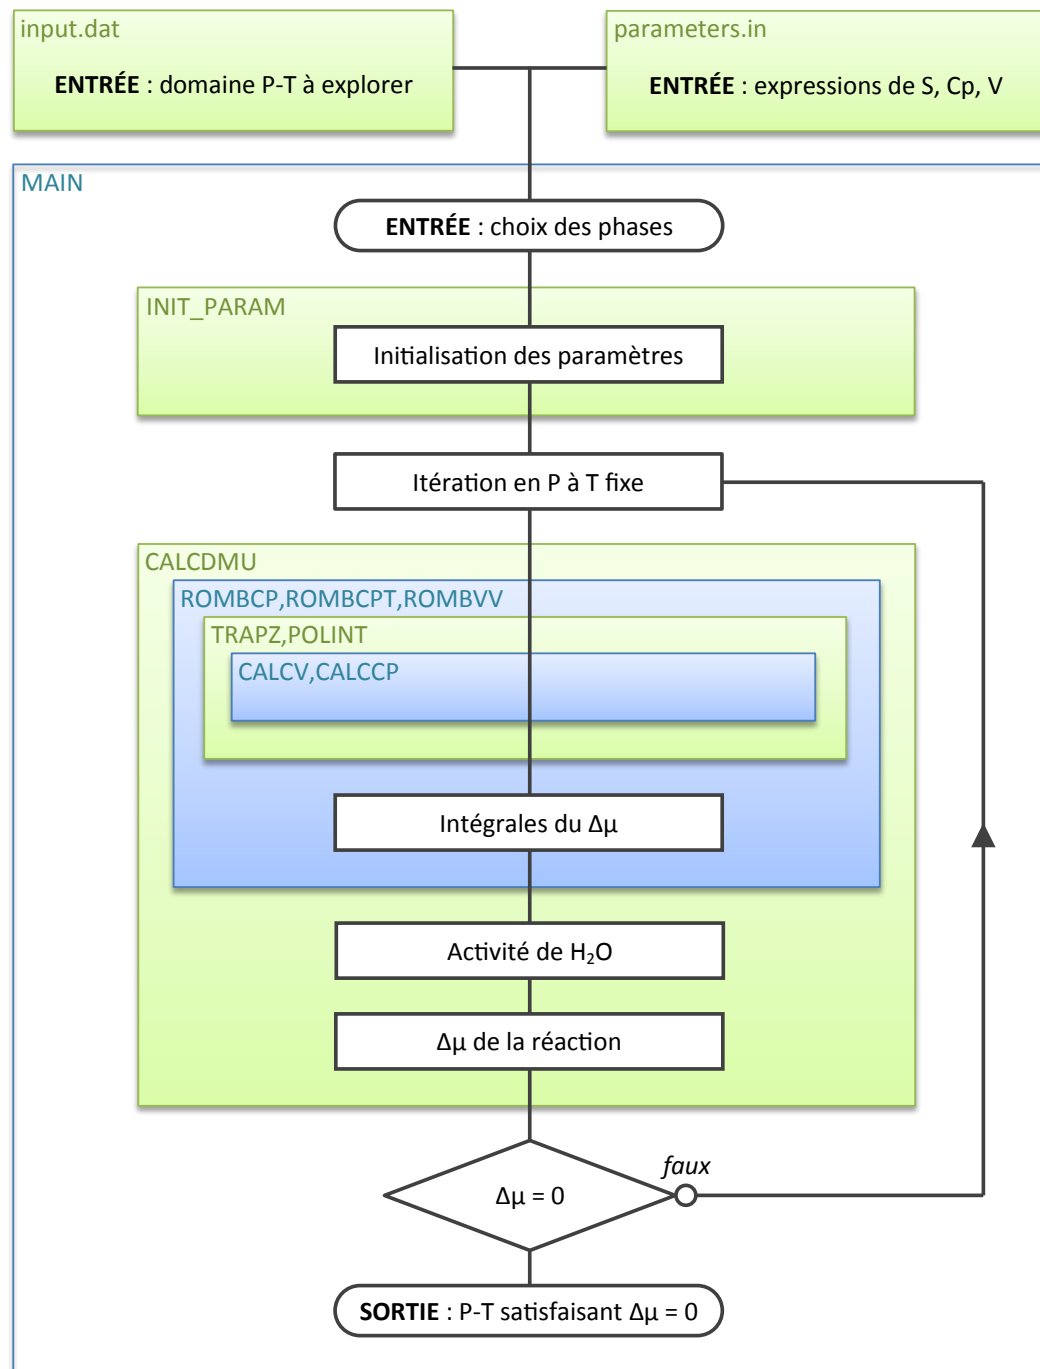 input.dat
ENTRÉE : domaine P-T à explorer
parameters.in
ENTRÉE : expressions de S, Cp, V
MAIN
ENTRÉE : choix des phases
INIT_PARAM
Initialisation des paramètres
Itération en P à T fixe
CALCDMU
ROMBCP,ROMBCPT,ROMBVV
TRAPZ,POLINT
CALCV,CALCCP
Intégrales du Δμ
Activité de H₂O
Δμ de la réaction
faux
Δμ = 0
SORTIE : P-T satisfaisant Δμ = 0